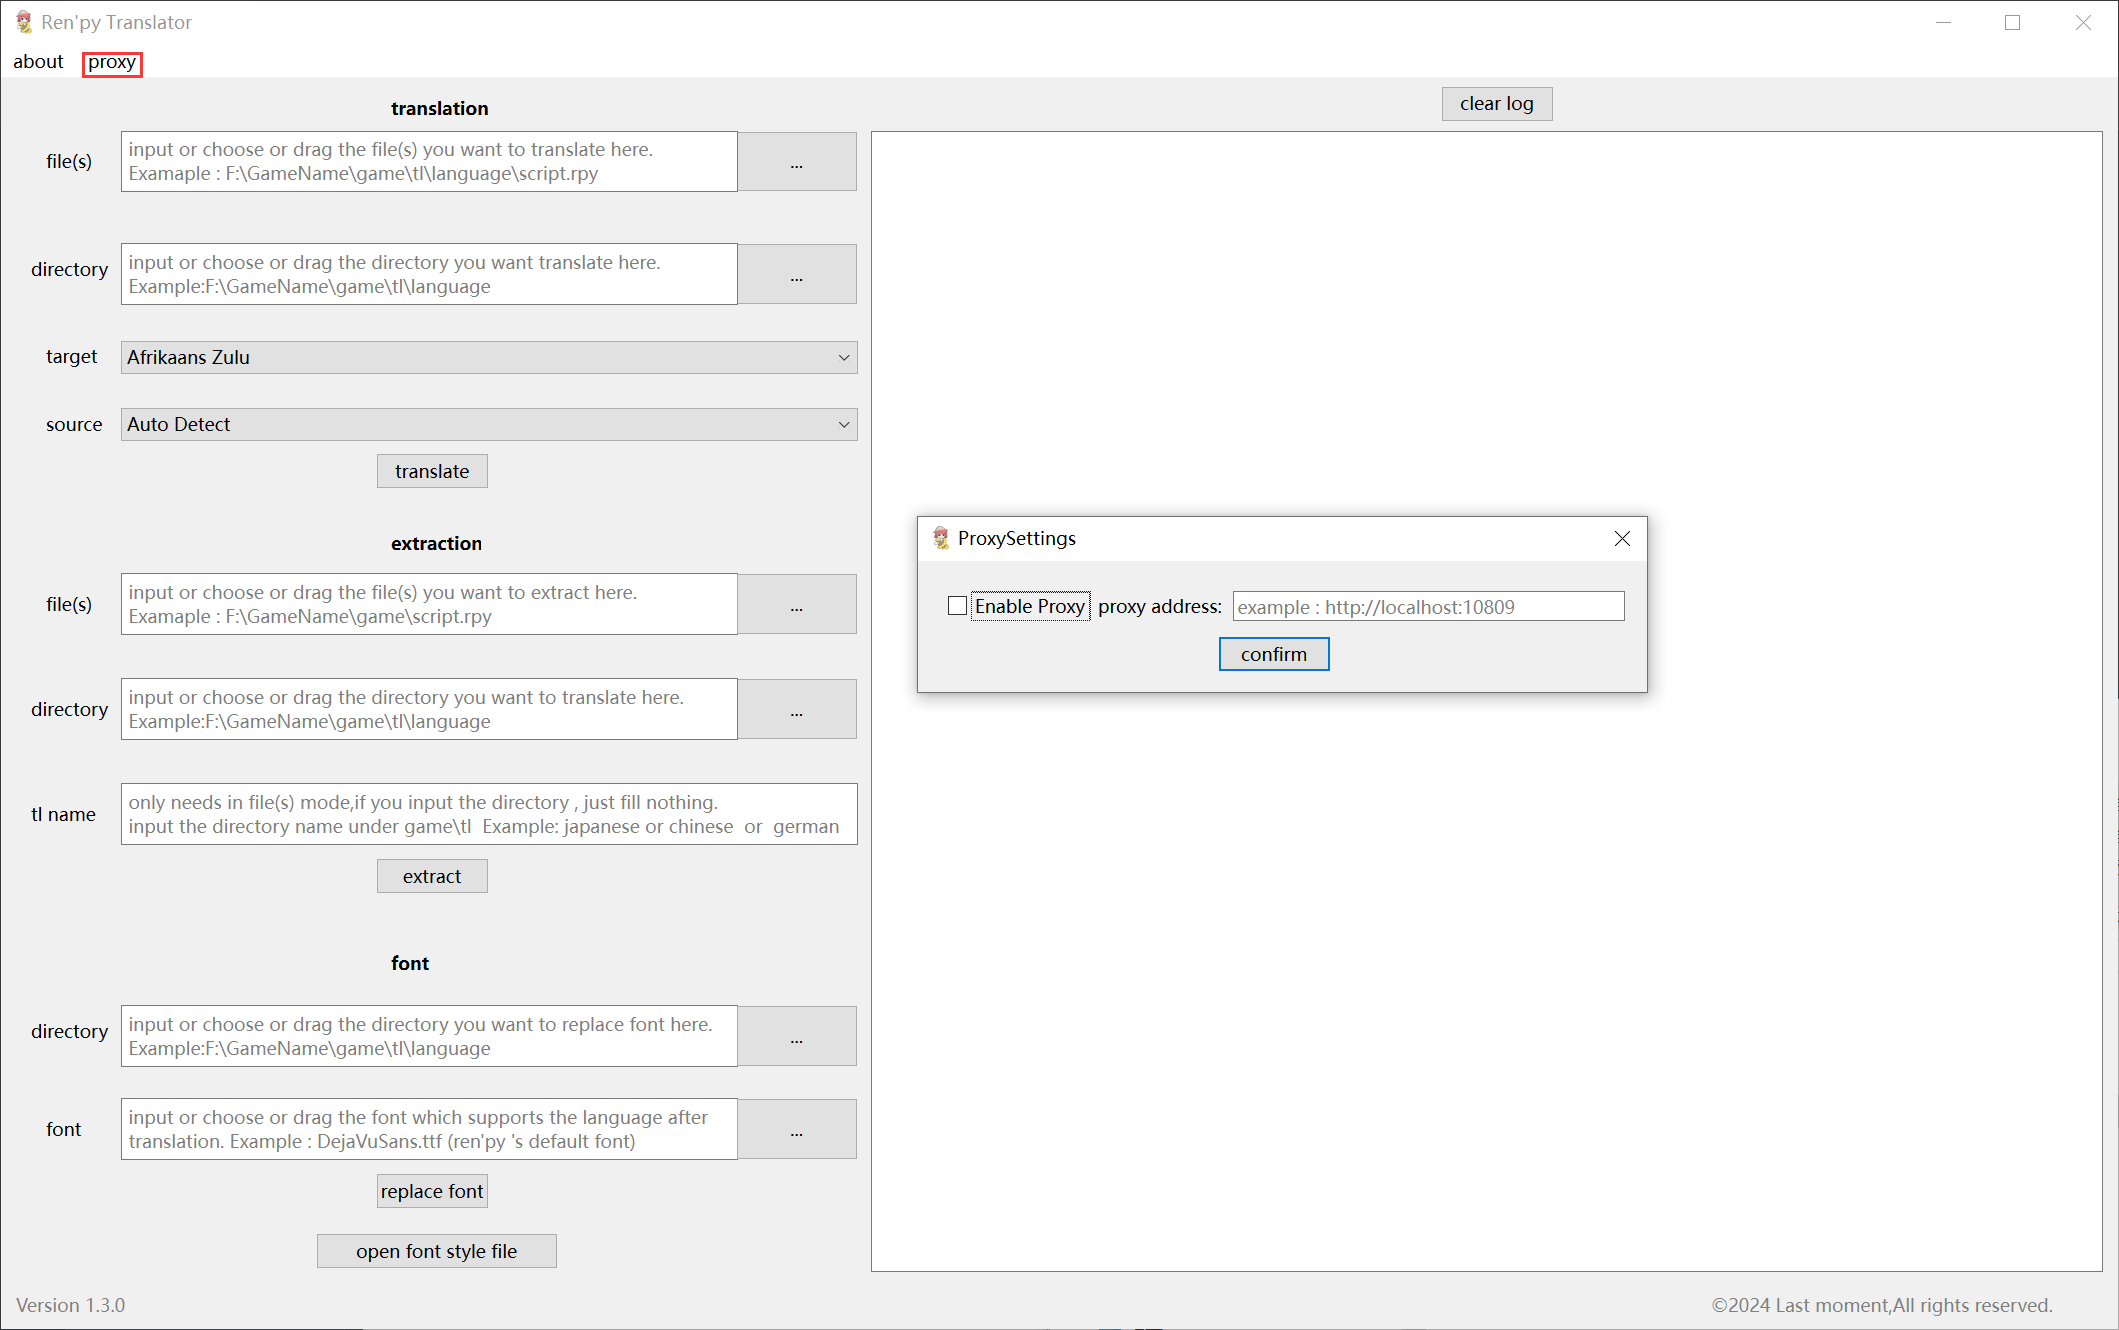 Ren'py Translator
about
proxy
translation
file(s)
input or choose or drag the file(s) you want to translate here.
Examaple : F:\GameName\game\tl\language\script.rpy
...
directory
input or choose or drag the directory you want translate here.
Example:F:\GameName\game\tl\language
...
target
Afrikaans Zulu
source
Auto Detect
translate
extraction
file(s)
input or choose or drag the file(s) you want to extract here.
Examaple : F:\GameName\game\script.rpy
...
directory
input or choose or drag the directory you want to translate here.
Example:F:\GameName\game\tl\language
...
tl name
only needs in file(s) mode,if you input the directory , just fill nothing.
input the directory name under game\tl  Example: japanese or chinese  or  german
extract
font
directory
input or choose or drag the directory you want to replace font here.
Example:F:\GameName\game\tl\language
...
font
input or choose or drag the font which supports the language after
translation. Example : DejaVuSans.ttf (ren'py 's default font)
...
replace font
open font style file
clear log
ProxySettings
Enable Proxy
proxy address:
example : http://localhost:10809
confirm
Version 1.3.0
©2024 Last moment,All rights reserved.